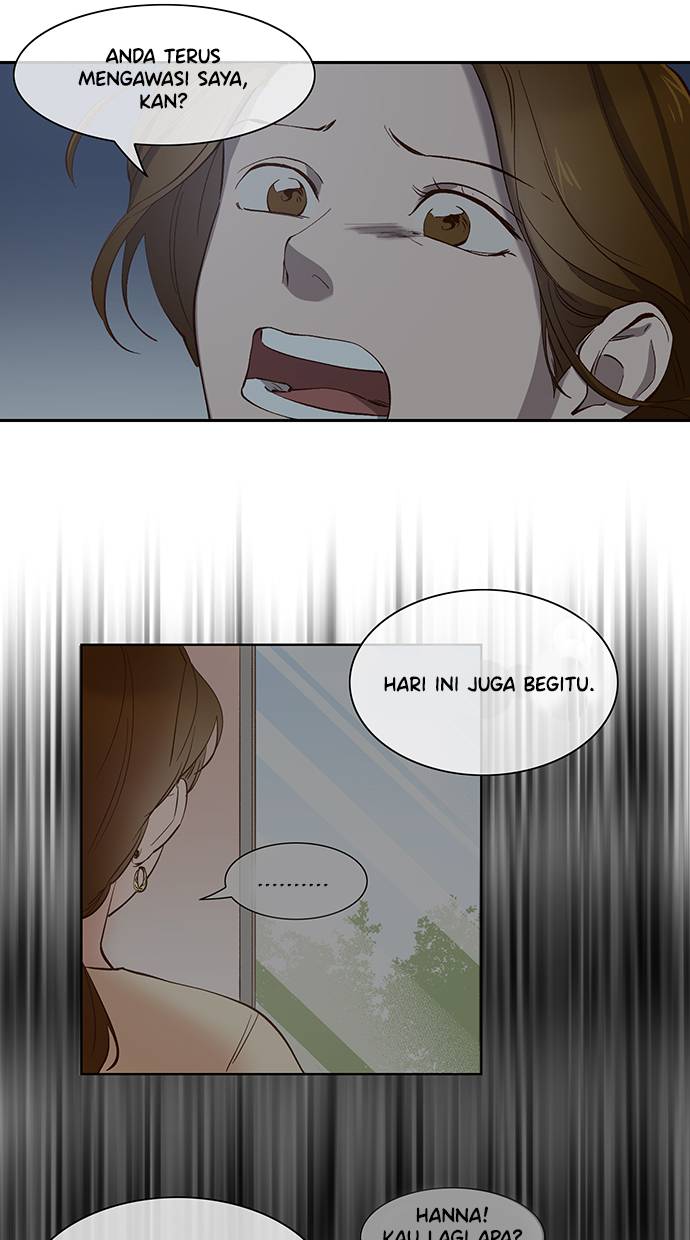 ANDA TERUS
MENGAWASI SAYA,
KAN?
HARI INI JUGA BEGITU.
..........
HANNA!
KAU LAGI APA?